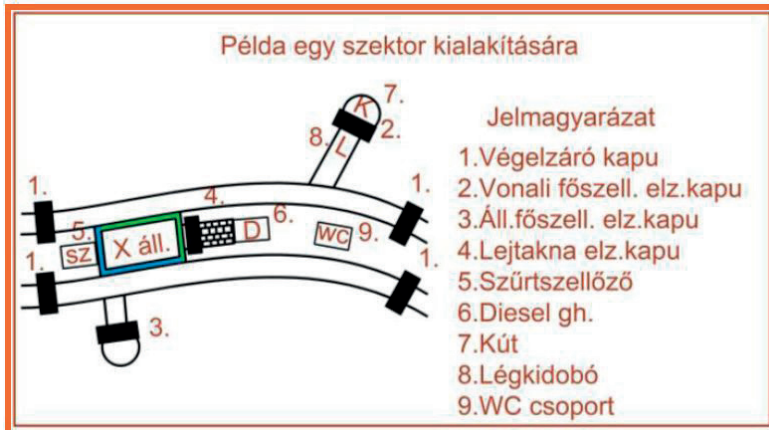 Példa egy szektor kialakítására
K
7.
L
8.
2.
Jelmagyarázat
1.Végelzáró kapu
2.Vonali főszell. elz.kapu
3.Áll.főszell. elz.kapu
4.Lejtakna elz.kapu
5.Szűrtszellőző
6.Diesel gh.
7.Kút
8.Légkidobó
9.WC csoport
1.
4.
1.
5.
6.
SZ
X áll.
D
WC
9.
1.
1.
3.